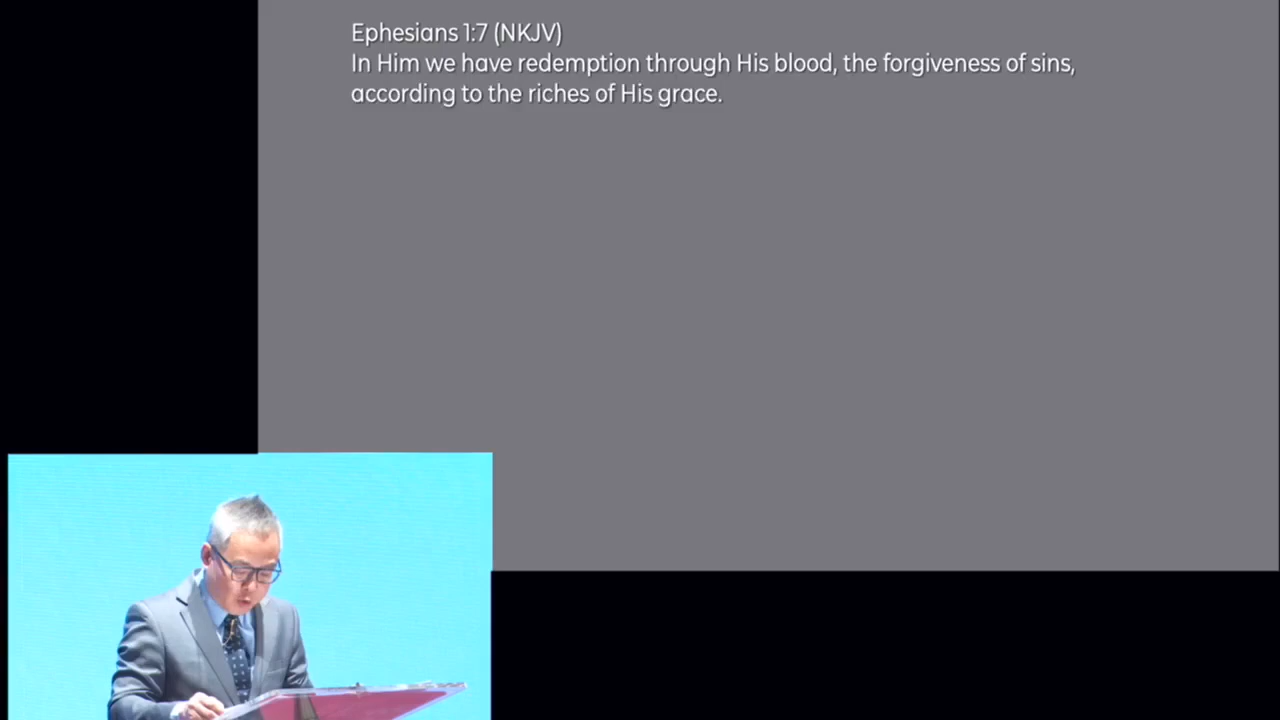 Ephesians 1:7 (NKJV)
In Him we have redemption through His blood, the forgiveness of sins,
according to the riches of His grace.